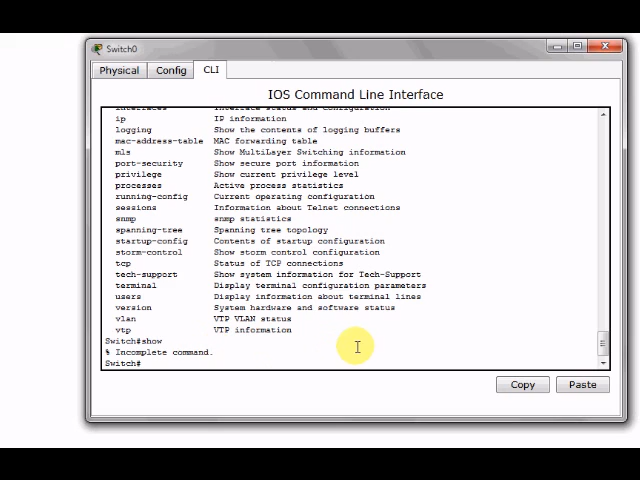 Switch0
Physical Config CLI
IOS Command Line Interface
interfaces Interface status and configuration
ip IP information
logging Show the contents of logging buffers
mac-address-table MAC forwarding table
mls Show MultiLayer Switching information
port-security Show secure port information
privilege Show current privilege level
processes Active process statistics
running-config Current operating configuration
sessions Information about Telnet connections
snmp snmp statistics
spanning-tree Spanning tree topology
startup-config Contents of startup configuration
storm-control Show storm control configuration
tcp Status of TCP connections
tech-support Show system information for Tech-Support
terminal Display terminal configuration parameters
users Display information about terminal lines
version System hardware and software status
vlan VTP VLAN status
vtp VTP information
Switch#show
% Incomplete command.
Switch#
Copy Paste